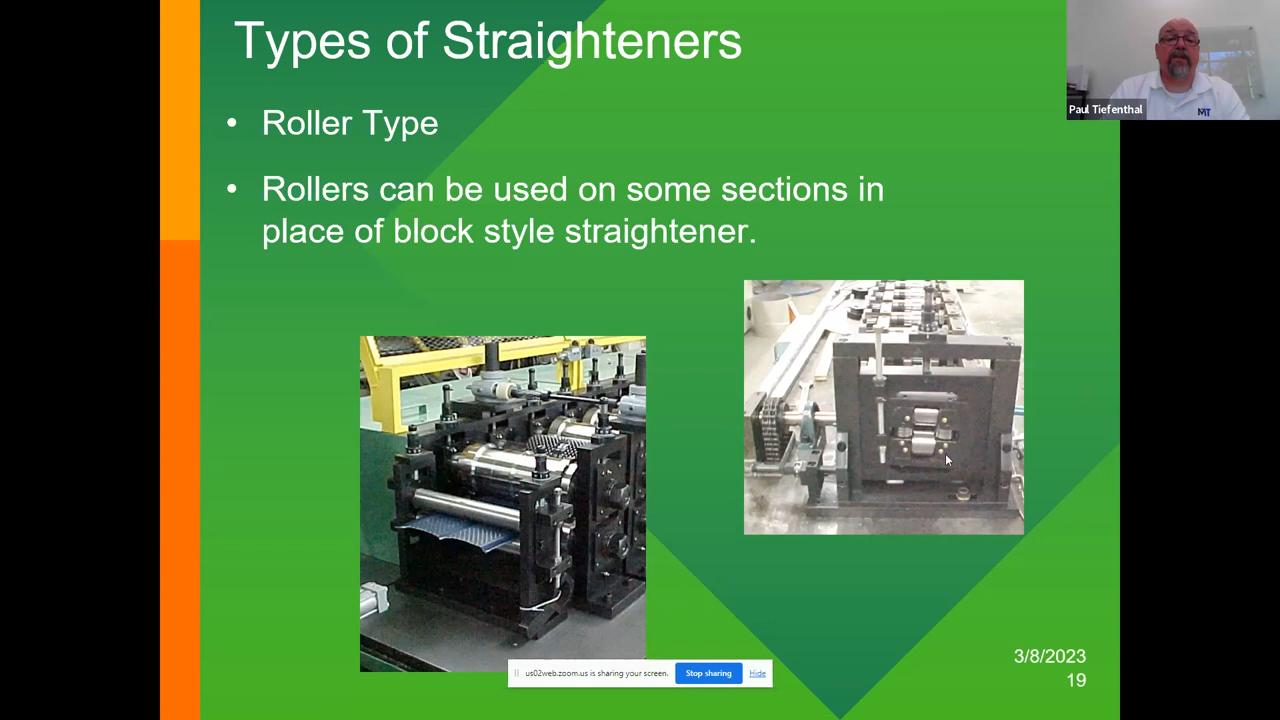 Types of Straighteners
• Roller Type
• Rollers can be used on some sections in
place of block style straightener.
Paul Tiefenthal
MT
us02web.zoom.us is sharing your screen.
Stop sharing
Hide
3/8/2023
19